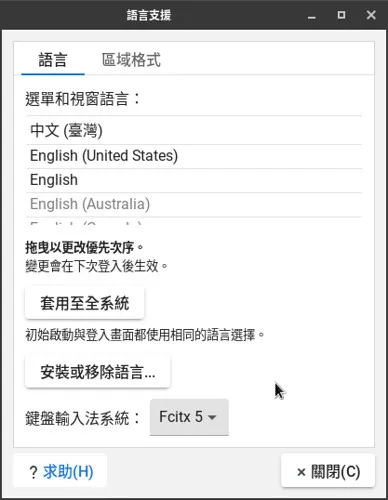 語言支援
語言 區域格式
選單和視窗語言：
中文 (臺灣)
English (United States)
English
English (Australia)
拖曳以更改優先次序。
變更會在下次登入後生效。
套用至全系統
初始啟動與登入畫面都使用相同的語言選擇。
安裝或移除語言...
鍵盤輸入法系統： Fcitx 5
? 求助(H) × 關閉(C)